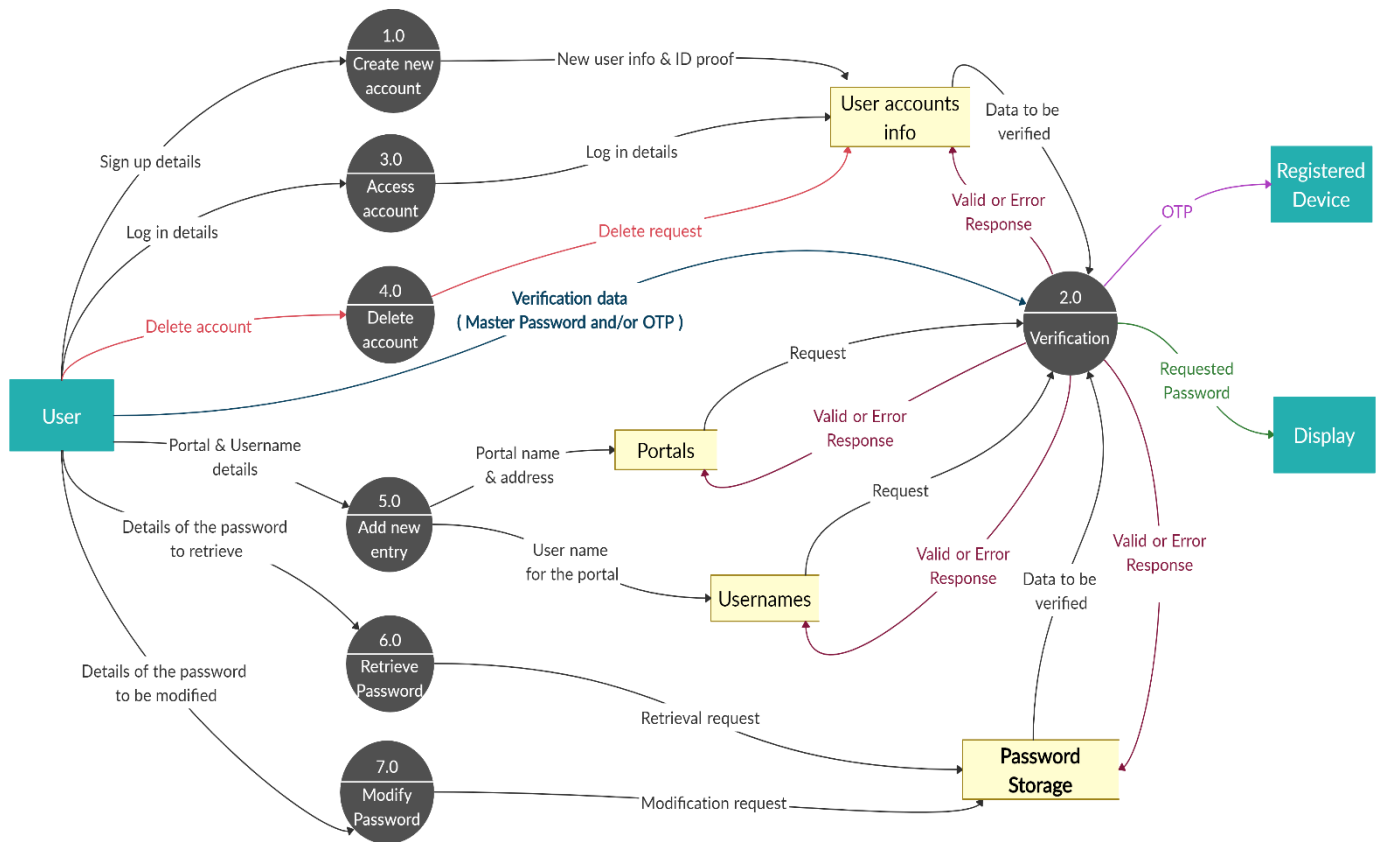 1.0
Create new
account
New user info & ID proof
User accounts
info
Data to be
verified
Sign up details
3.0
Access
account
Log in details
Log in details
Valid or Error
Response
Registered
Device
OTP
Delete request
4.0
Delete
account
Delete account
Verification data
( Master Password and/or OTP )
2.0
Verification
Request
Requested
Password
User
Valid or Error
Response
Display
Portal & Username
details
Portal name
& address
Portals
Request
5.0
Add new
entry
Details of the password
to retrieve
User name
for the portal
Valid or Error
Response
Valid or Error
Response
Data to be
verified
Usernames
6.0
Retrieve
Password
Details of the password
to be modified
Retrieval request
Password
Storage
7.0
Modify
Password
Modification request